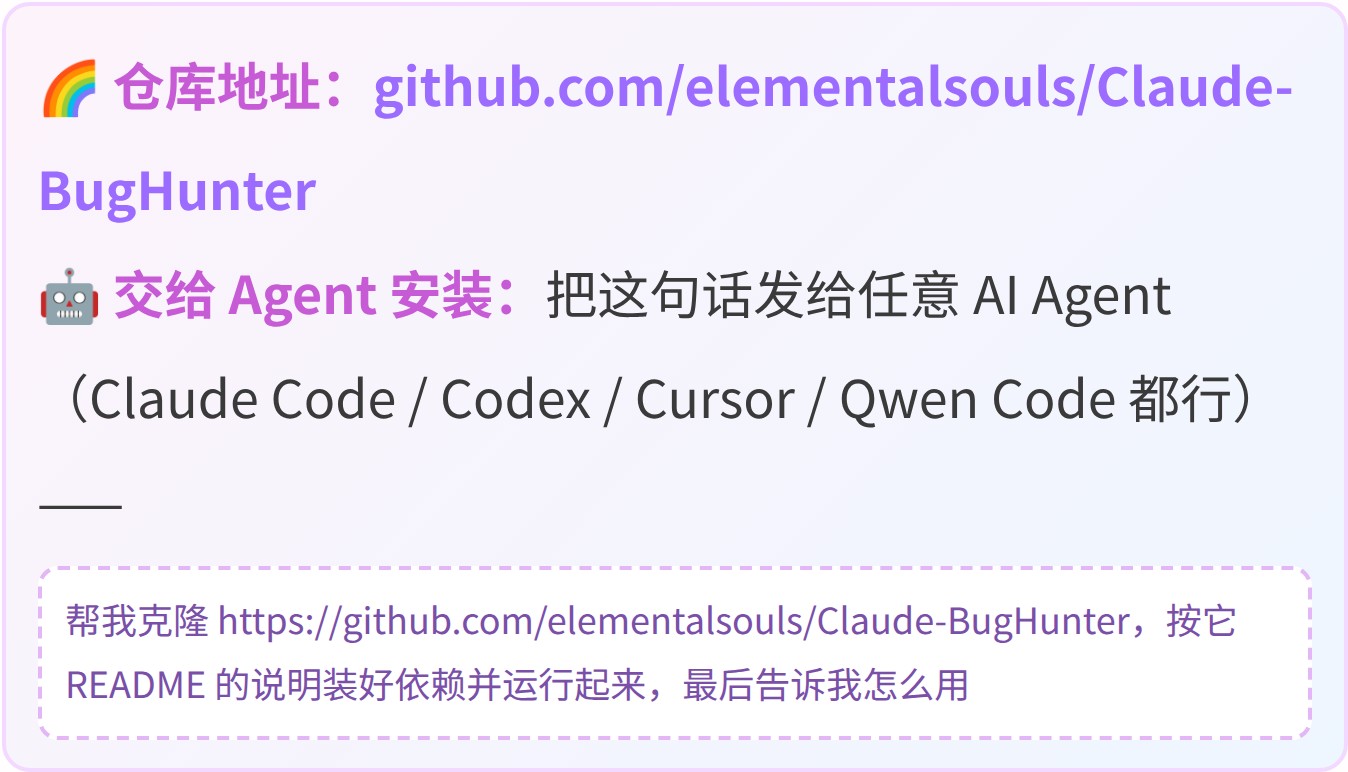 🌈 仓库地址：github.com/elementalsouls/Claude-
BugHunter
🤖 交给 Agent 安装：把这句话发给任意 AI Agent
（Claude Code / Codex / Cursor / Qwen Code 都行）
——
帮我克隆 https://github.com/elementalsouls/Claude-BugHunter，按它
README 的说明装好依赖并运行起来，最后告诉我怎么用